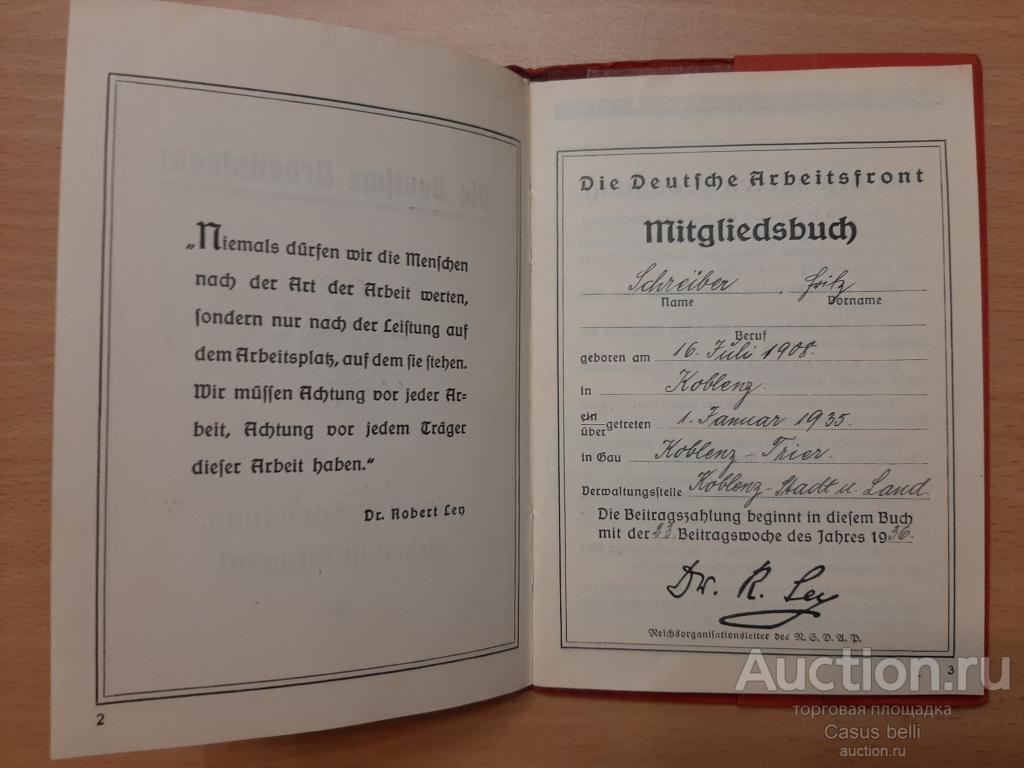 „Niemals dürfen wir die Menschen
nach der Art der Arbeit werten,
sondern nur nach der Leistung auf
dem Arbeitsplatz, auf dem sie stehen.
Wir müssen Achtung vor jeder Ar=
beit, Achtung vor jedem Träger
dieser Arbeit haben.“
Dr. Robert Ley
2
Die Deutsche Arbeitsfront
Mitgliedsbuch
Schreiber, Fritz
Name Vorname
Beruf
geboren am 16. Juli 1908.
in Koblenz.
ein
übergetreten 1. Januar 1935.
in Gau Koblenz-Trier.
Verwaltungsstelle Koblenz-Stadt u. Land.
Die Beitragszahlung beginnt in diesem Buch
mit der 23. Beitragswoche des Jahres 1936.
Dr. R. Ley
Reichsorganisationsleiter der N.S.D.A.P.
3
Auction.ru
торговая площадка
Casus belli
auction.ru